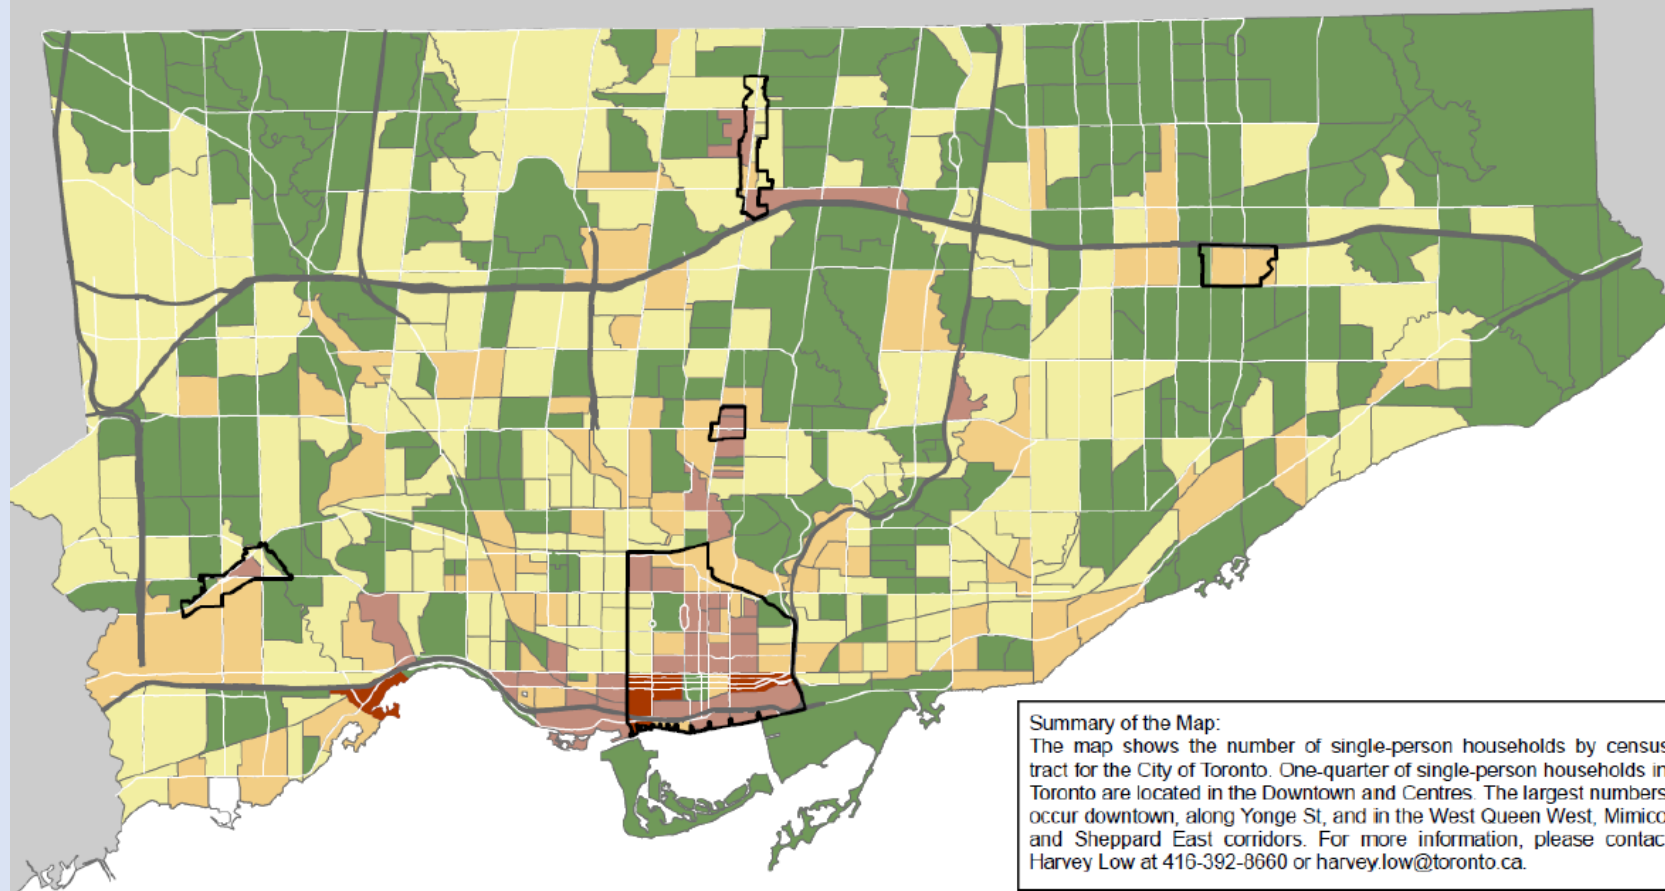 Summary of the Map:
The map shows the number of single-person households by census
tract for the City of Toronto. One-quarter of single-person households in
Toronto are located in the Downtown and Centres. The largest numbers
occur downtown, along Yonge St, and in the West Queen West, Mimico
and Sheppard East corridors. For more information, please contac
Harvey Low at 416-392-8660 or harvey.low@toronto.ca.